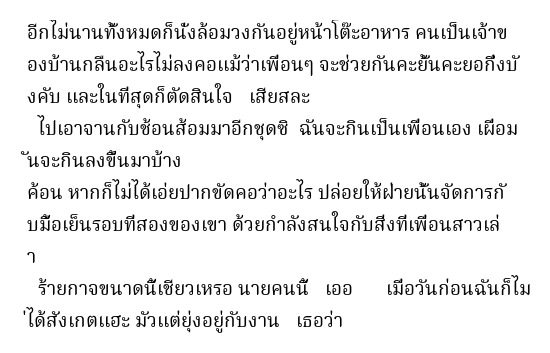 อีกไม่นานทั้งหมดก็นั่งล้อมวงกันอยู่หน้าโต๊ะอาหาร คนเป็นเจ้าข
องบ้านกลืนอะไรไม่ลงคอแม้ว่าเพื่อนๆ จะช่วยกันคะยั้นคะยอกึ่งบั
งคับ และในที่สุดก็ตัดสินใจ เสียสละ
ไปเอาจานกับช้อนส้อมมาอีกชุดซิ ฉันจะกินเป็นเพื่อนเอง เผื่อม
ันจะกินลงขึ้นมาบ้าง
ค้อน หากก็ไม่ได้เอ่ยปากขัดคอว่าอะไร ปล่อยให้ฝ่ายนั้นจัดการกั
บมื้อเย็นรอบที่สองของเขา ด้วยกำลังสนใจกับสิ่งที่เพื่อนสาวเล่
า
ร้ายกาจขนาดนี้เชียวเหรอ นายคนนี้ เออ เมื่อวันก่อนฉันก็ไม
่ได้สังเกตแฮะ มัวแต่ยุ่งอยู่กับงาน เธอว่า